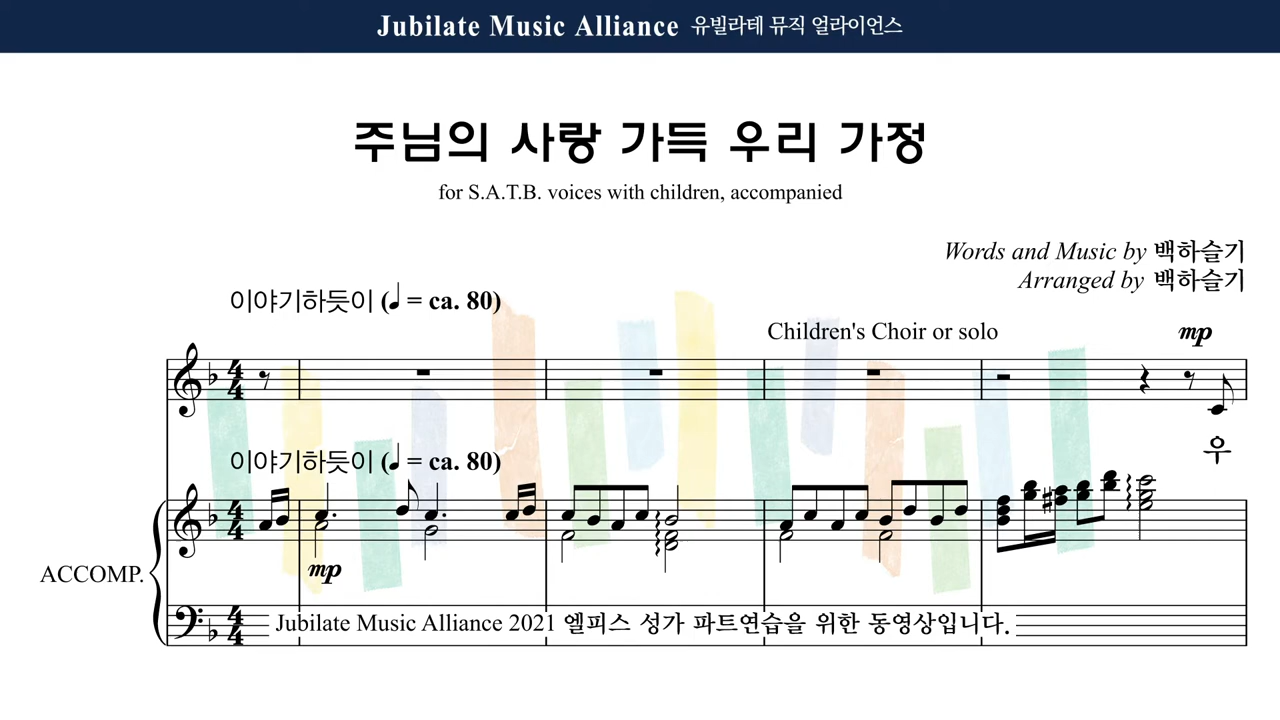 Jubilate Music Alliance 유빌라테 뮤직 얼라이언스
주님의 사랑 가득 우리 가정
for S.A.T.B. voices with children, accompanied
Words and Music by 백하슬기
Arranged by 백하슬기
이야기하듯이 (♩ = ca. 80)
Children's Choir or solo
mp
우
이야기하듯이 (♩ = ca. 80)
mp
ACCOMP.
Jubilate Music Alliance 2021 엘피스 성가 파트연습을 위한 동영상입니다.